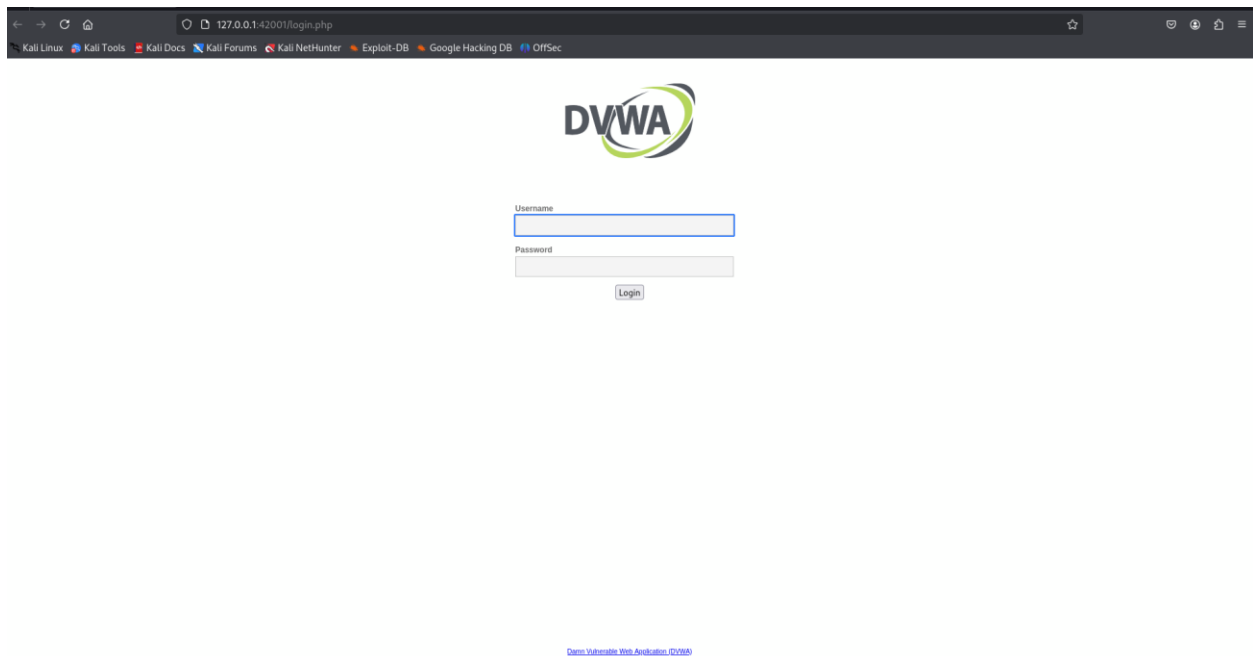 127.0.0.1:42001/login.php
Kali Linux Kali Tools Kali Docs Kali Forums Kali NetHunter Exploit-DB Google Hacking DB OffSec
DVWA
Username
Password
Login
Damn Vulnerable Web Application (DVWA)